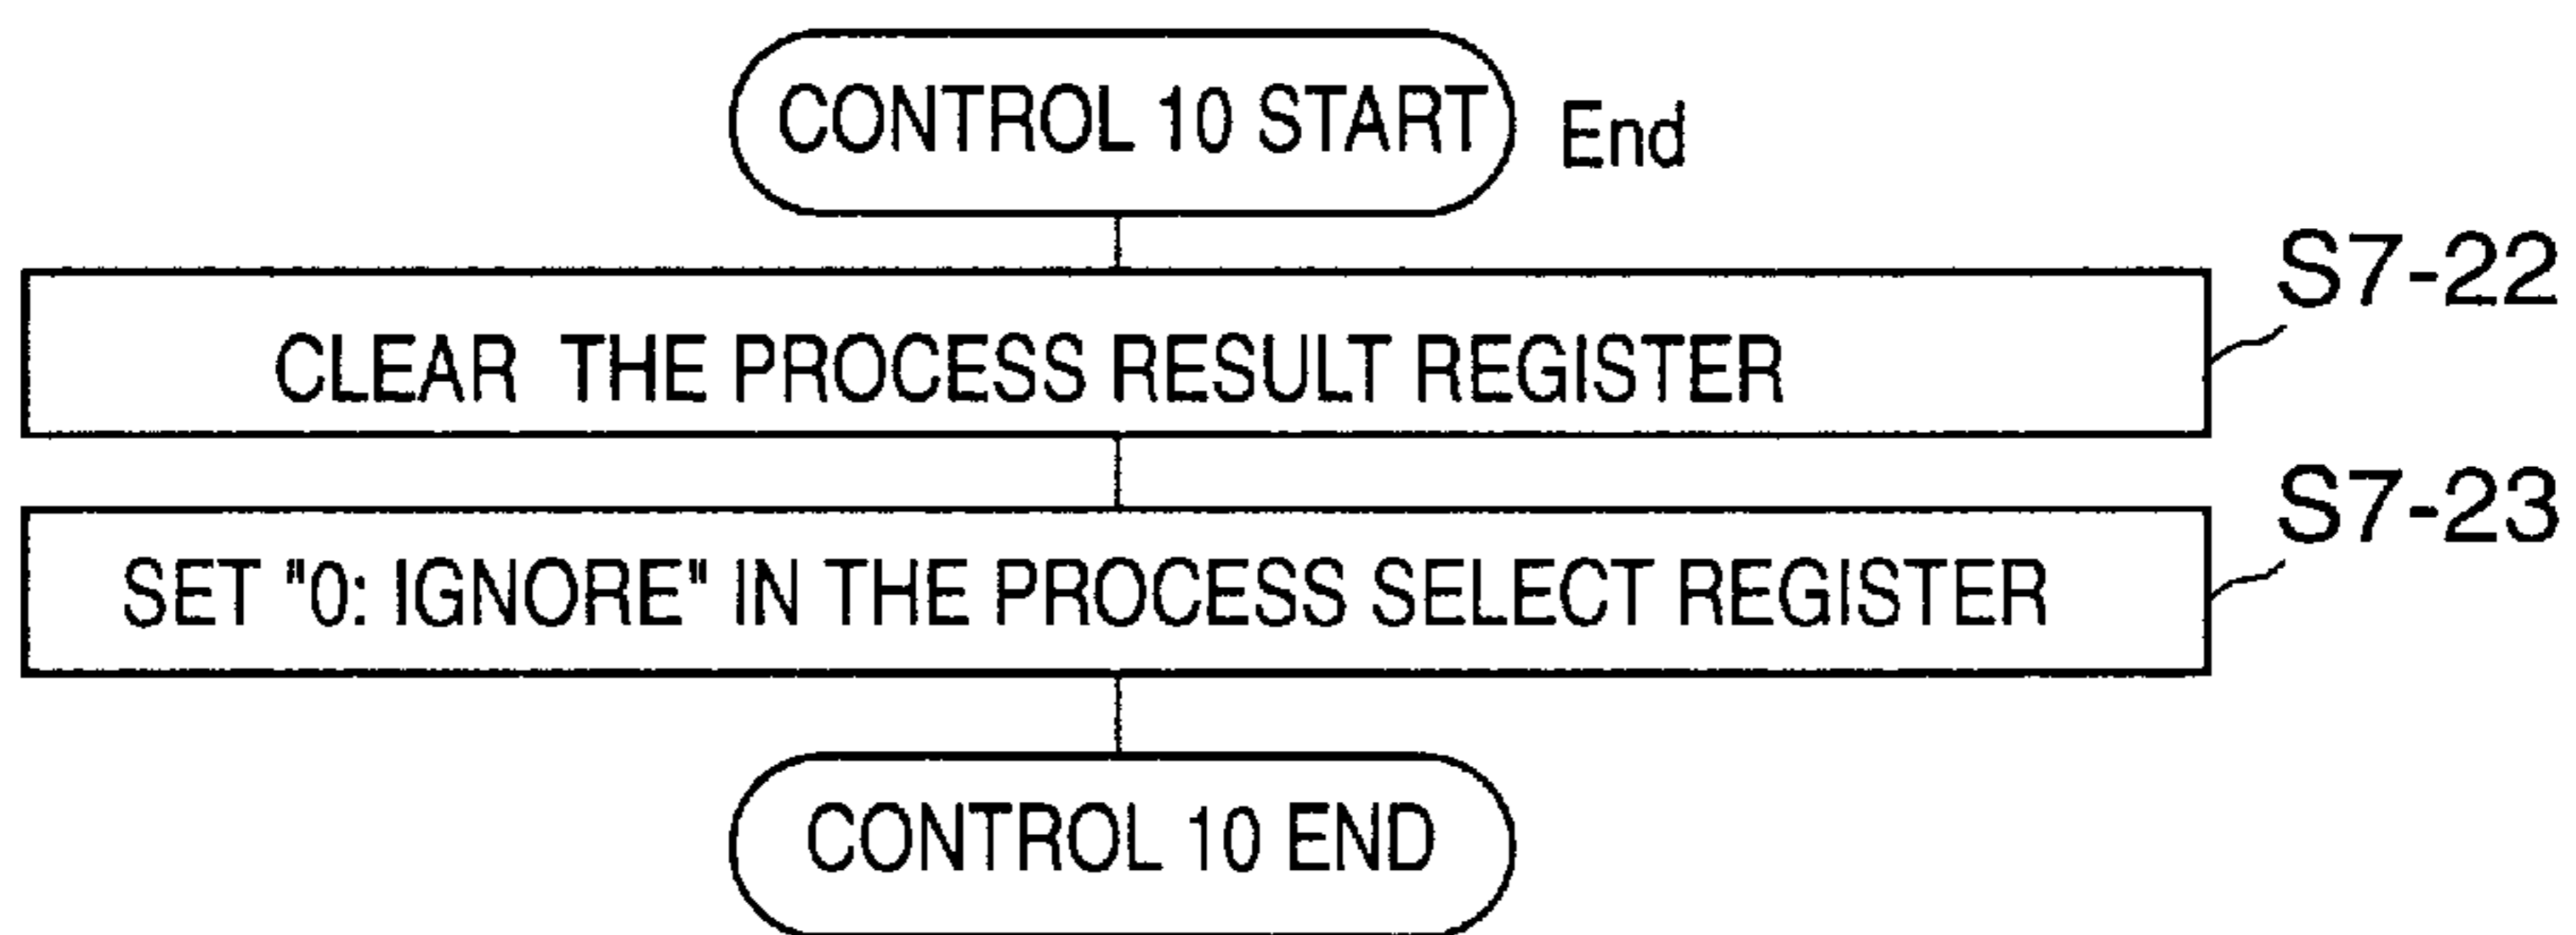 CONTROL 10 START End
S7-22
CLEAR THE PROCESS RESULT REGISTER
S7-23
SET "0: IGNORE" IN THE PROCESS SELECT REGISTER
CONTROL 10 END